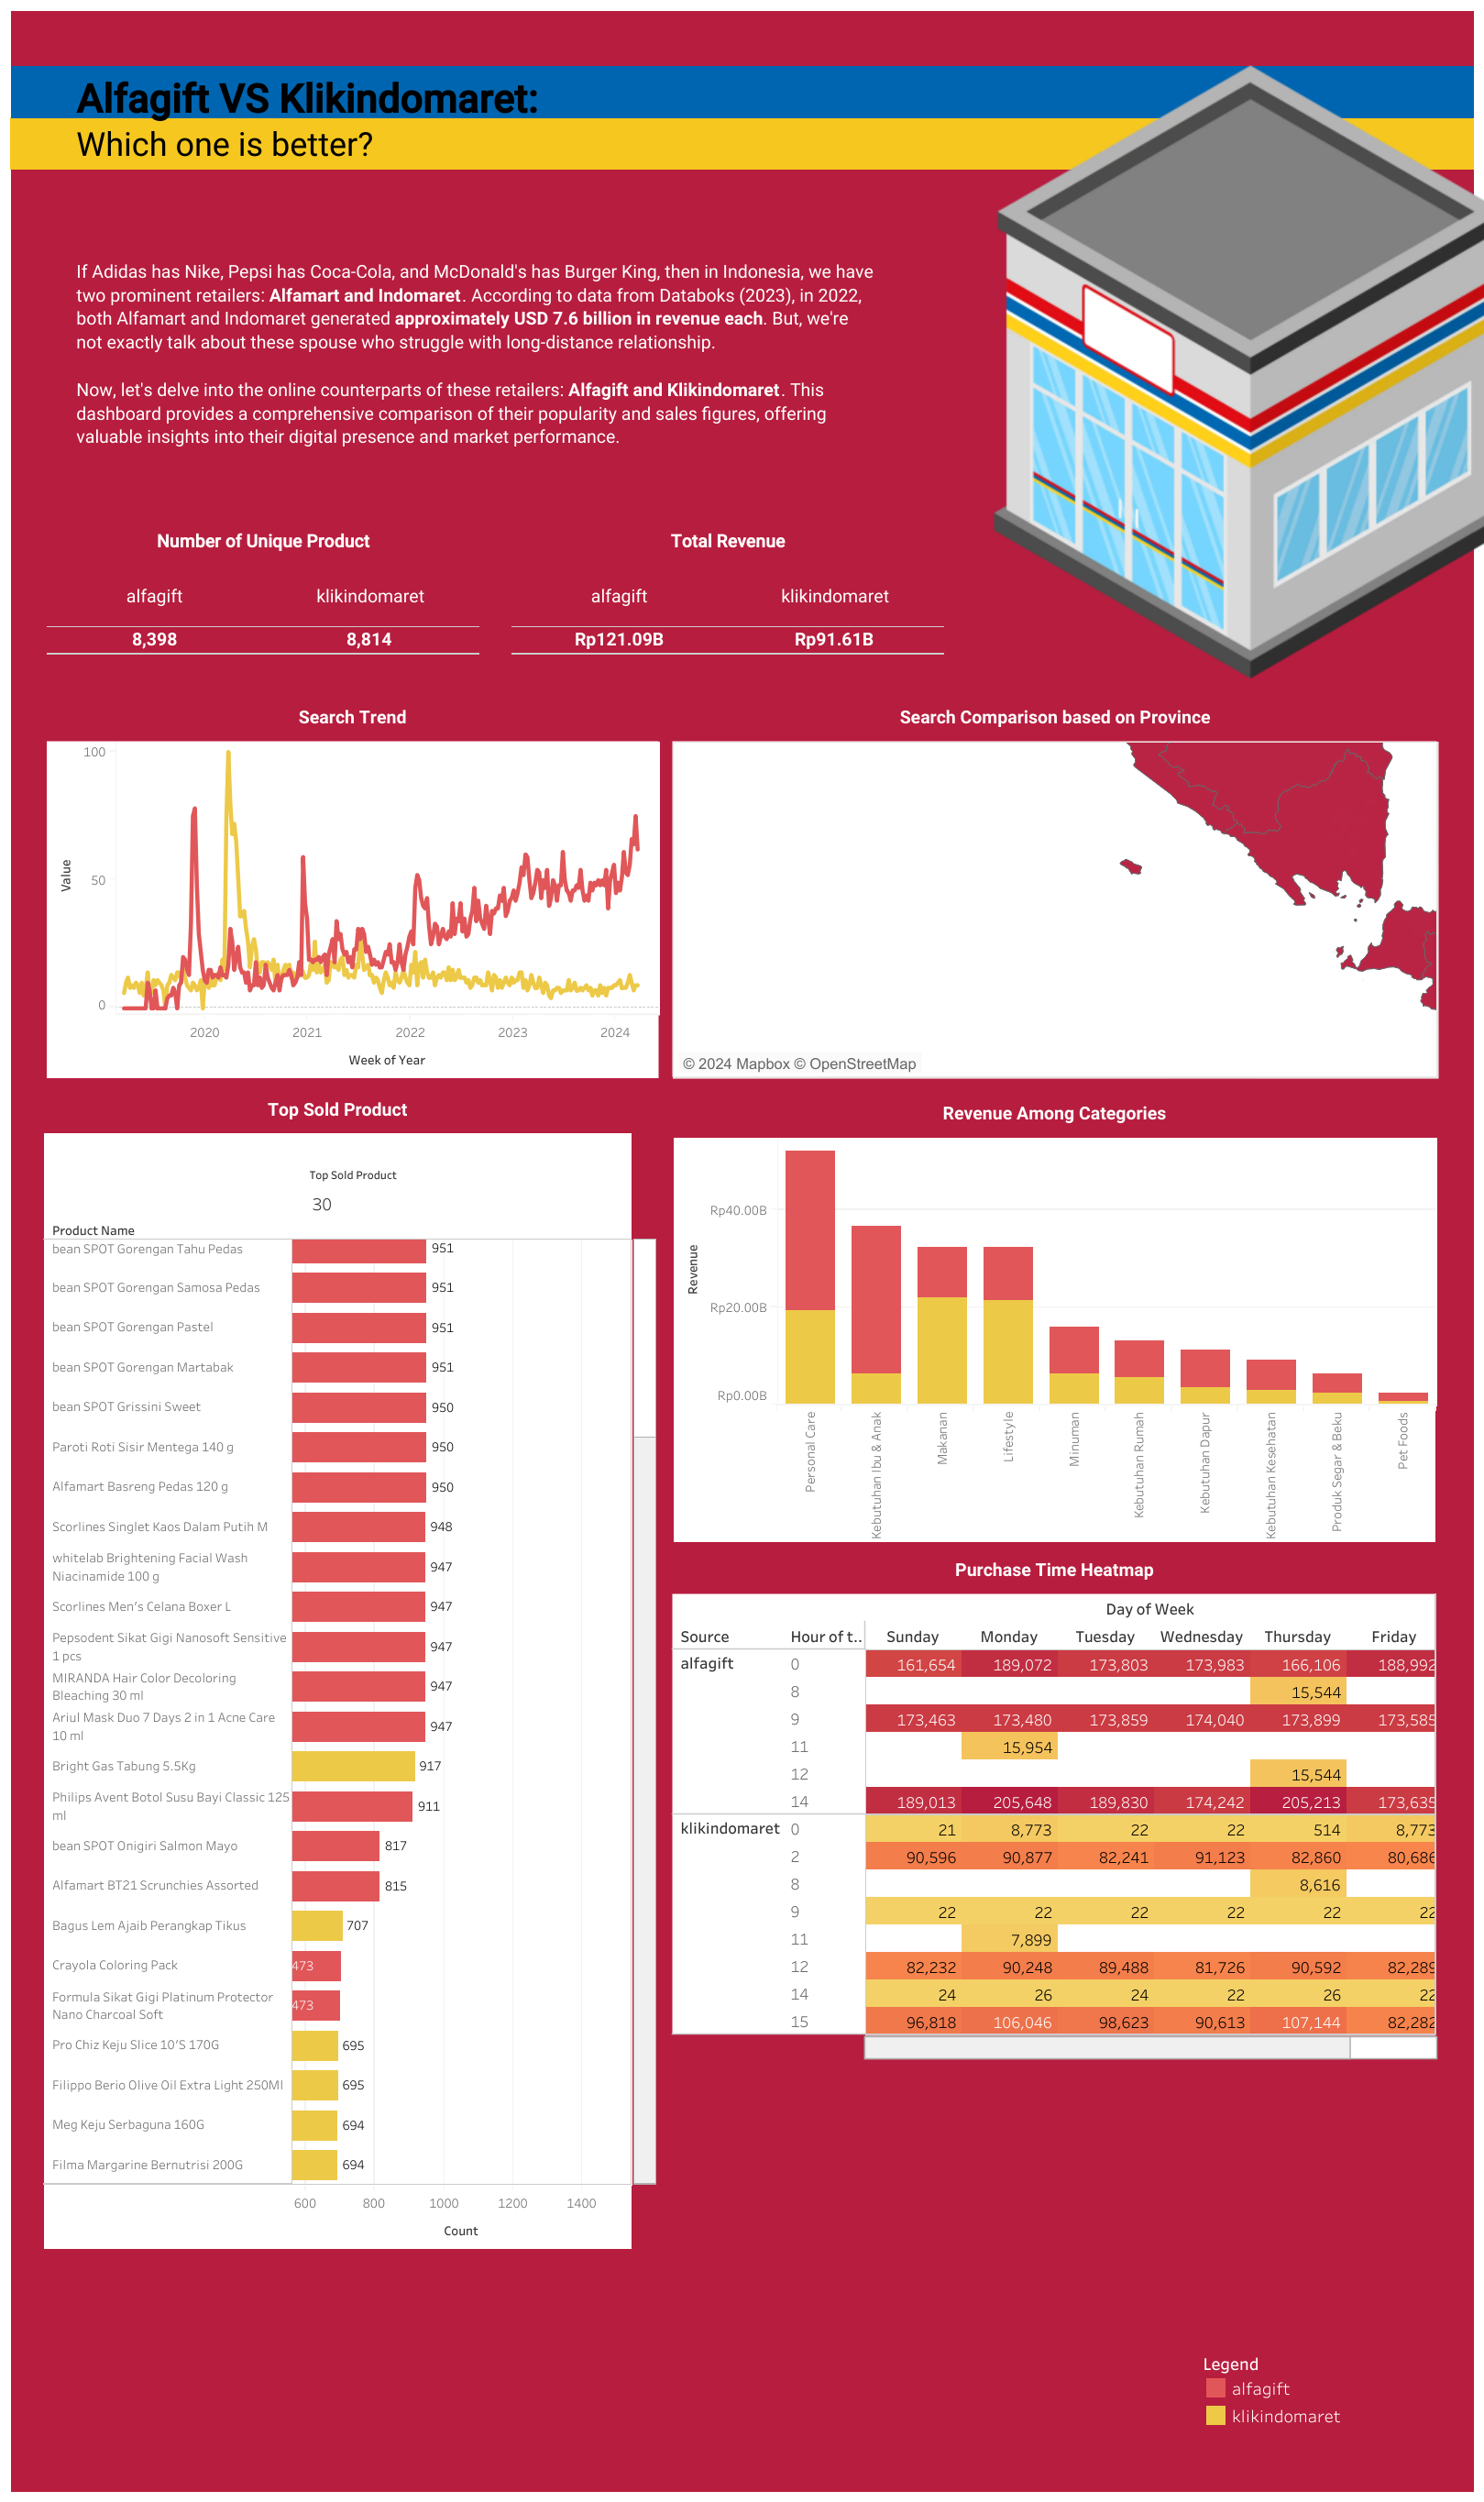 Alfagift VS Klikindomaret:
Which one is better?
If Adidas has Nike, Pepsi has Coca-Cola, and McDonald's has Burger King, then in Indonesia, we have
two prominent retailers: Alfamart and Indomaret. According to data from Databoks (2023), in 2022,
both Alfamart and Indomaret generated approximately USD 7.6 billion in revenue each. But, we're
not exactly talk about these spouse who struggle with long-distance relationship.
Now, let's delve into the online counterparts of these retailers: Alfagift and Klikindomaret. This
dashboard provides a comprehensive comparison of their popularity and sales figures, offering
valuable insights into their digital presence and market performance.
Number of Unique Product
alfagift klikindomaret
8,398 8,814
Total Revenue
alfagift klikindomaret
Rp121.09B Rp91.61B
Search Trend
100
50
0
Value
2020 2021 2022 2023 2024
Week of Year
Search Comparison based on Province
© 2024 Mapbox © OpenStreetMap
Top Sold Product
Top Sold Product
30
Product Name
bean SPOT Gorengan Tahu Pedas 951
bean SPOT Gorengan Samosa Pedas 951
bean SPOT Gorengan Pastel 951
bean SPOT Gorengan Martabak 951
bean SPOT Grissini Sweet 950
Paroti Roti Sisir Mentega 140 g 950
Alfamart Basreng Pedas 120 g 950
Scorlines Singlet Kaos Dalam Putih M 948
whitelab Brightening Facial Wash
Niacinamide 100 g 947
Scorlines Men's Celana Boxer L 947
Pepsodent Sikat Gigi Nanosoft Sensitive
1 pcs 947
MIRANDA Hair Color Decoloring
Bleaching 30 ml 947
Ariul Mask Duo 7 Days 2 in 1 Acne Care
10 ml 947
Bright Gas Tabung 5.5Kg 917
Philips Avent Botol Susu Bayi Classic 125
ml 911
bean SPOT Onigiri Salmon Mayo 817
Alfamart BT21 Scrunchies Assorted 815
Bagus Lem Ajaib Perangkap Tikus 707
Crayola Coloring Pack 473
Formula Sikat Gigi Platinum Protector
Nano Charcoal Soft 473
Pro Chiz Keju Slice 10'S 170G 695
Filippo Berio Olive Oil Extra Light 250Ml 695
Meg Keju Serbaguna 160G 694
Filma Margarine Bernutrisi 200G 694
600 800 1000 1200 1400
Count
Revenue Among Categories
Rp40.00B
Rp20.00B
Rp0.00B
Revenue
Personal Care
Kebutuhan Ibu & Anak
Makanan
Lifestyle
Minuman
Kebutuhan Rumah
Kebutuhan Dapur
Kebutuhan Kesehatan
Produk Segar & Beku
Pet Foods
Purchase Time Heatmap
Day of Week
Source Hour of t.. Sunday Monday Tuesday Wednesday Thursday Friday
alfagift 0 161,654 189,072 173,803 173,983 166,106 188,992
8 15,544
9 173,463 173,480 173,859 174,040 173,899 173,585
11 15,954
12 15,544
14 189,013 205,648 189,830 174,242 205,213 173,635
klikindomaret 0 21 8,773 22 22 514 8,773
2 90,596 90,877 82,241 91,123 82,860 80,686
8 8,616
9 22 22 22 22 22 22
11 7,899
12 82,232 90,248 89,488 81,726 90,592 82,289
14 24 26 24 22 26 22
15 96,818 106,046 98,623 90,613 107,144 82,282
Legend
alfagift
klikindomaret